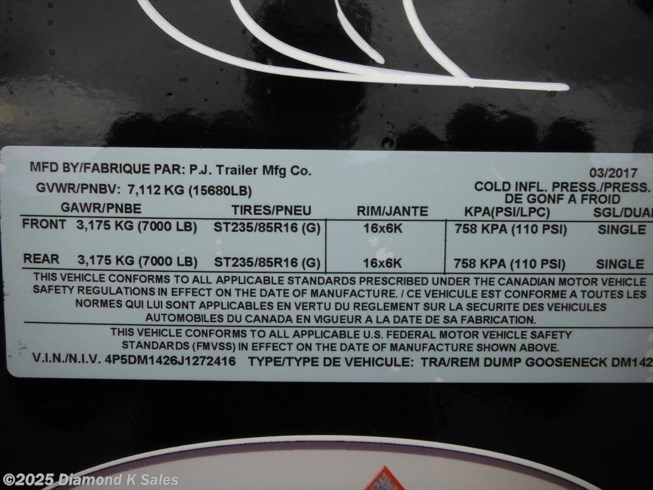 MFD BY/FABRIQUE PAR: P.J. Trailer Mfg Co. 03/2017
GVWR/PNBV: 7,112 KG (15680LB) COLD INFL. PRESS./PRESS.
DE GONF A FROID
GAWR/PNBE TIRES/PNEU RIM/JANTE KPA(PSI/LPC) SGL/DUAL
FRONT 3,175 KG (7000 LB) ST235/85R16 (G) 16x6K 758 KPA (110 PSI) SINGLE
REAR 3,175 KG (7000 LB) ST235/85R16 (G) 16x6K 758 KPA (110 PSI) SINGLE
THIS VEHICLE CONFORMS TO ALL APPLICABLE STANDARDS PRESCRIBED UNDER THE CANADIAN MOTOR VEHICLE
SAFETY REGULATIONS IN EFFECT ON THE DATE OF MANUFACTURE. / CE VEHICULE EST CONFORME A TOUTES LES
NORMES QUI LUI SONT APPLICABLES EN VERTU DU REGLEMENT SUR LA SECURITE DES VEHICULES
AUTOMOBILES DU CANADA EN VIGUEUR A LA DATE DE SA FABRICATION.
THIS VEHICLE CONFORMS TO ALL APPLICABLE U.S. FEDERAL MOTOR VEHICLE SAFETY
STANDARDS (FMVSS) IN EFFECT ON THE DATE OF MANUFACTURE SHOWN ABOVE.
V.I.N./N.I.V. 4P5DM1426J1272416 TYPE/TYPE DE VEHICULE: TRA/REM DUMP GOOSENECK DM142
©2025 Diamond K Sales